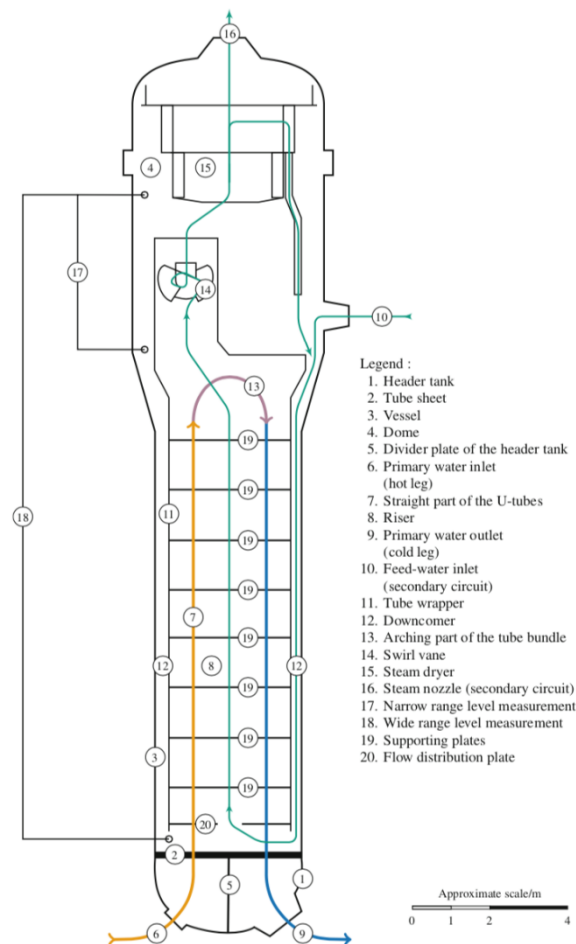 16
4
15
17
14
10
13
19
19
11
19
18
19
7
19
12
8
12
19
19
3
19
20
2
5
1
6
9
Legend :
1. Header tank
2. Tube sheet
3. Vessel
4. Dome
5. Divider plate of the header tank
6. Primary water inlet
(hot leg)
7. Straight part of the U-tubes
8. Riser
9. Primary water outlet
(cold leg)
10. Feed-water inlet
(secondary circuit)
11. Tube wrapper
12. Downcomer
13. Arching part of the tube bundle
14. Swirl vane
15. Steam dryer
16. Steam nozzle (secondary circuit)
17. Narrow range level measurement
18. Wide range level measurement
19. Supporting plates
20. Flow distribution plate
Approximate scale/m
0 1 2 4